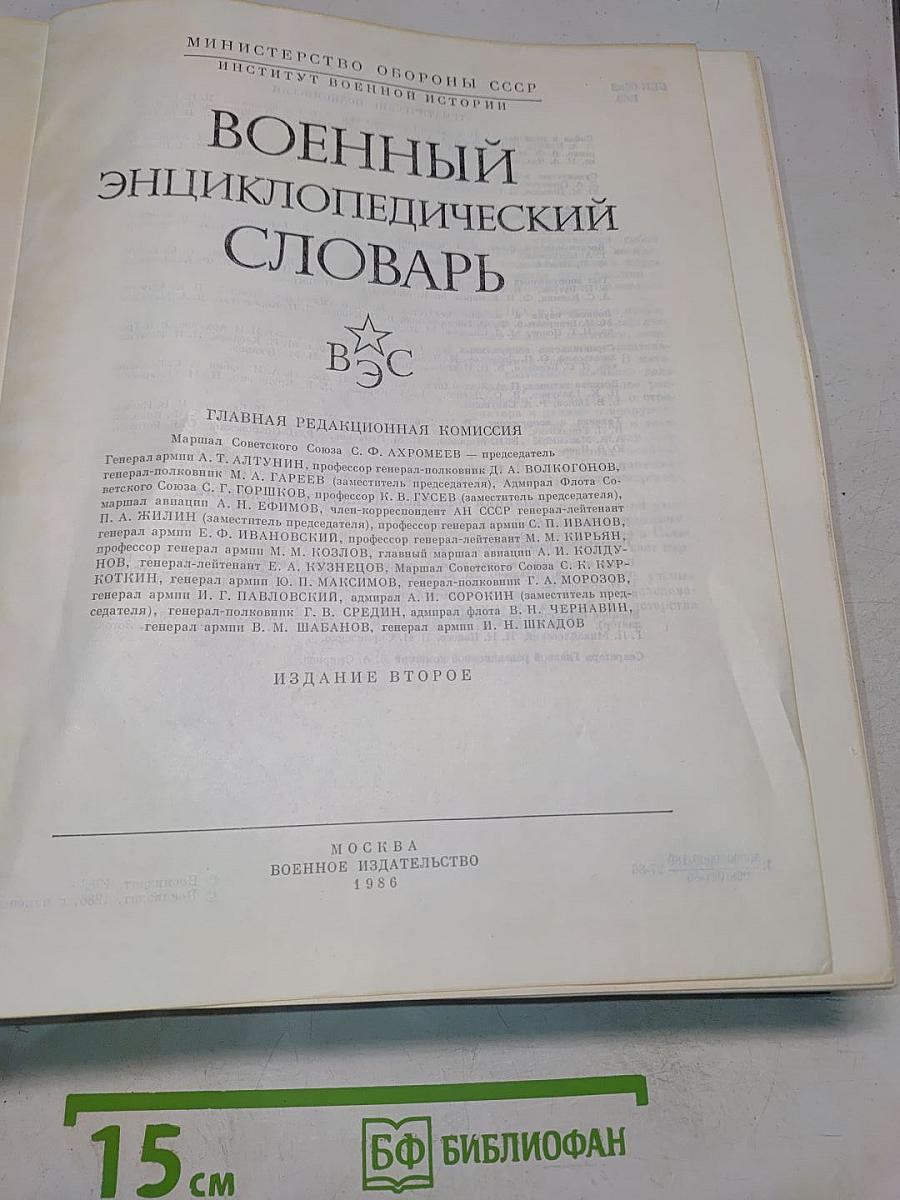 МИНИСТЕРСТВО ОБОРОНЫ СССР
ИНСТИТУТ ВОЕННОЙ ИСТОРИИ
ВОЕННЫЙ
ЭНЦИКЛОПЕДИЧЕСКИЙ
СЛОВАРЬ
ВЭС
ГЛАВНАЯ РЕДАКЦИОННАЯ КОМИССИЯ
Маршал Советского Союза С. Ф. АХРОМЕЕВ — председатель
Генерал армии А. Т. АЛТУНИН, профессор генерал-полковник Д. А. ВОЛКОГОНОВ,
генерал-полковник М. А. ГАРЕЕВ (заместитель председателя), Адмирал Флота Со-
ветского Союза С. Г. ГОРШКОВ, профессор К. В. ГУСЕВ (заместитель председателя),
маршал авиации А. Н. ЕФИМОВ, член-корреспондент АН СССР генерал-лейтенант
П. А. ЖИЛИН (заместитель председателя), профессор генерал армии С. П. ИВАНОВ,
генерал армии Е. Ф. ИВАНОВСКИЙ, профессор генерал-лейтенант М. М. КИРЬЯН,
профессор генерал армии М. М. КОЗЛОВ, главный маршал авиации А. И. КОЛДУ-
НОВ, генерал-лейтенант Е. А. КУЗНЕЦОВ, Маршал Советского Союза С. К. КУР-
КОТКИН, генерал армии Ю. П. МАКСИМОВ, генерал-полковник Г. А. МОРОЗОВ,
генерал армии И. Г. ПАВЛОВСКИЙ, адмирал А. И. СОРОКИН (заместитель пред-
седателя), генерал-полковник Г. В. СРЕДИН, адмирал флота В. Н. ЧЕРНАВИН,
генерал армии В. М. ШАБАНОВ, генерал армии И. Н. ШКАДОВ
ИЗДАНИЕ ВТОРОЕ
МОСКВА
ВОЕННОЕ ИЗДАТЕЛЬСТВО
1986
15 см
БФ БИБЛИОФАН